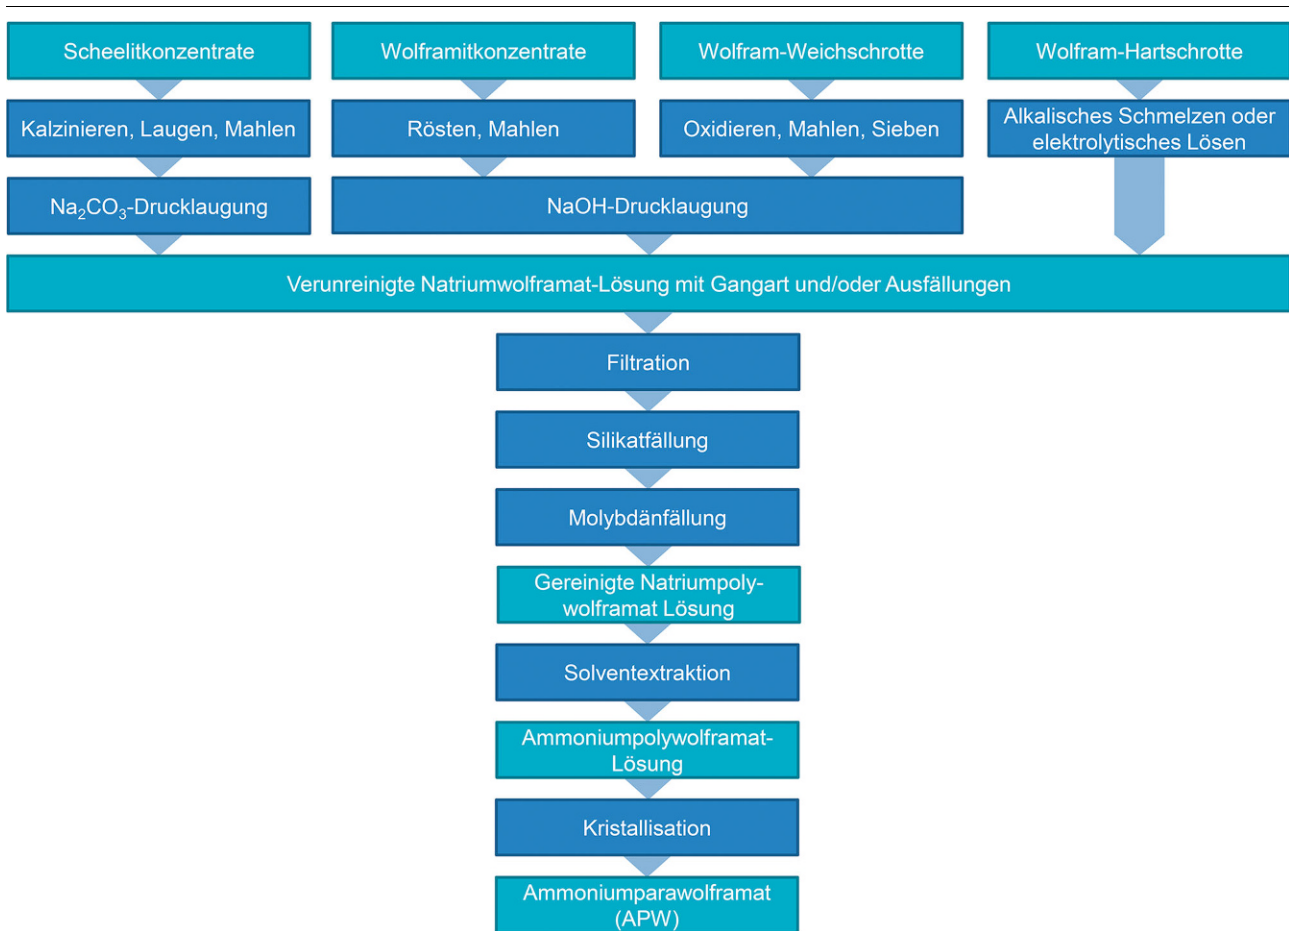 Scheelitkonzentrate
Wolframitkonzentrate
Wolfram-Weichschrotte
Wolfram-Hartschrotte
Kalzinieren, Laugen, Mahlen
Rösten, Mahlen
Oxidieren, Mahlen, Sieben
Alkalisches Schmelzen oder
elektrolytisches Lösen
Na₂CO₃-Drucklaugung
NaOH-Drucklaugung
Verunreinigte Natriumwolframat-Lösung mit Gangart und/oder Ausfällungen
Filtration
Silikatfällung
Molybdänfällung
Gereinigte Natriumpoly-
wolframat Lösung
Solventextraktion
Ammoniumpolywolframat-
Lösung
Kristallisation
Ammoniumparawolframat
(APW)